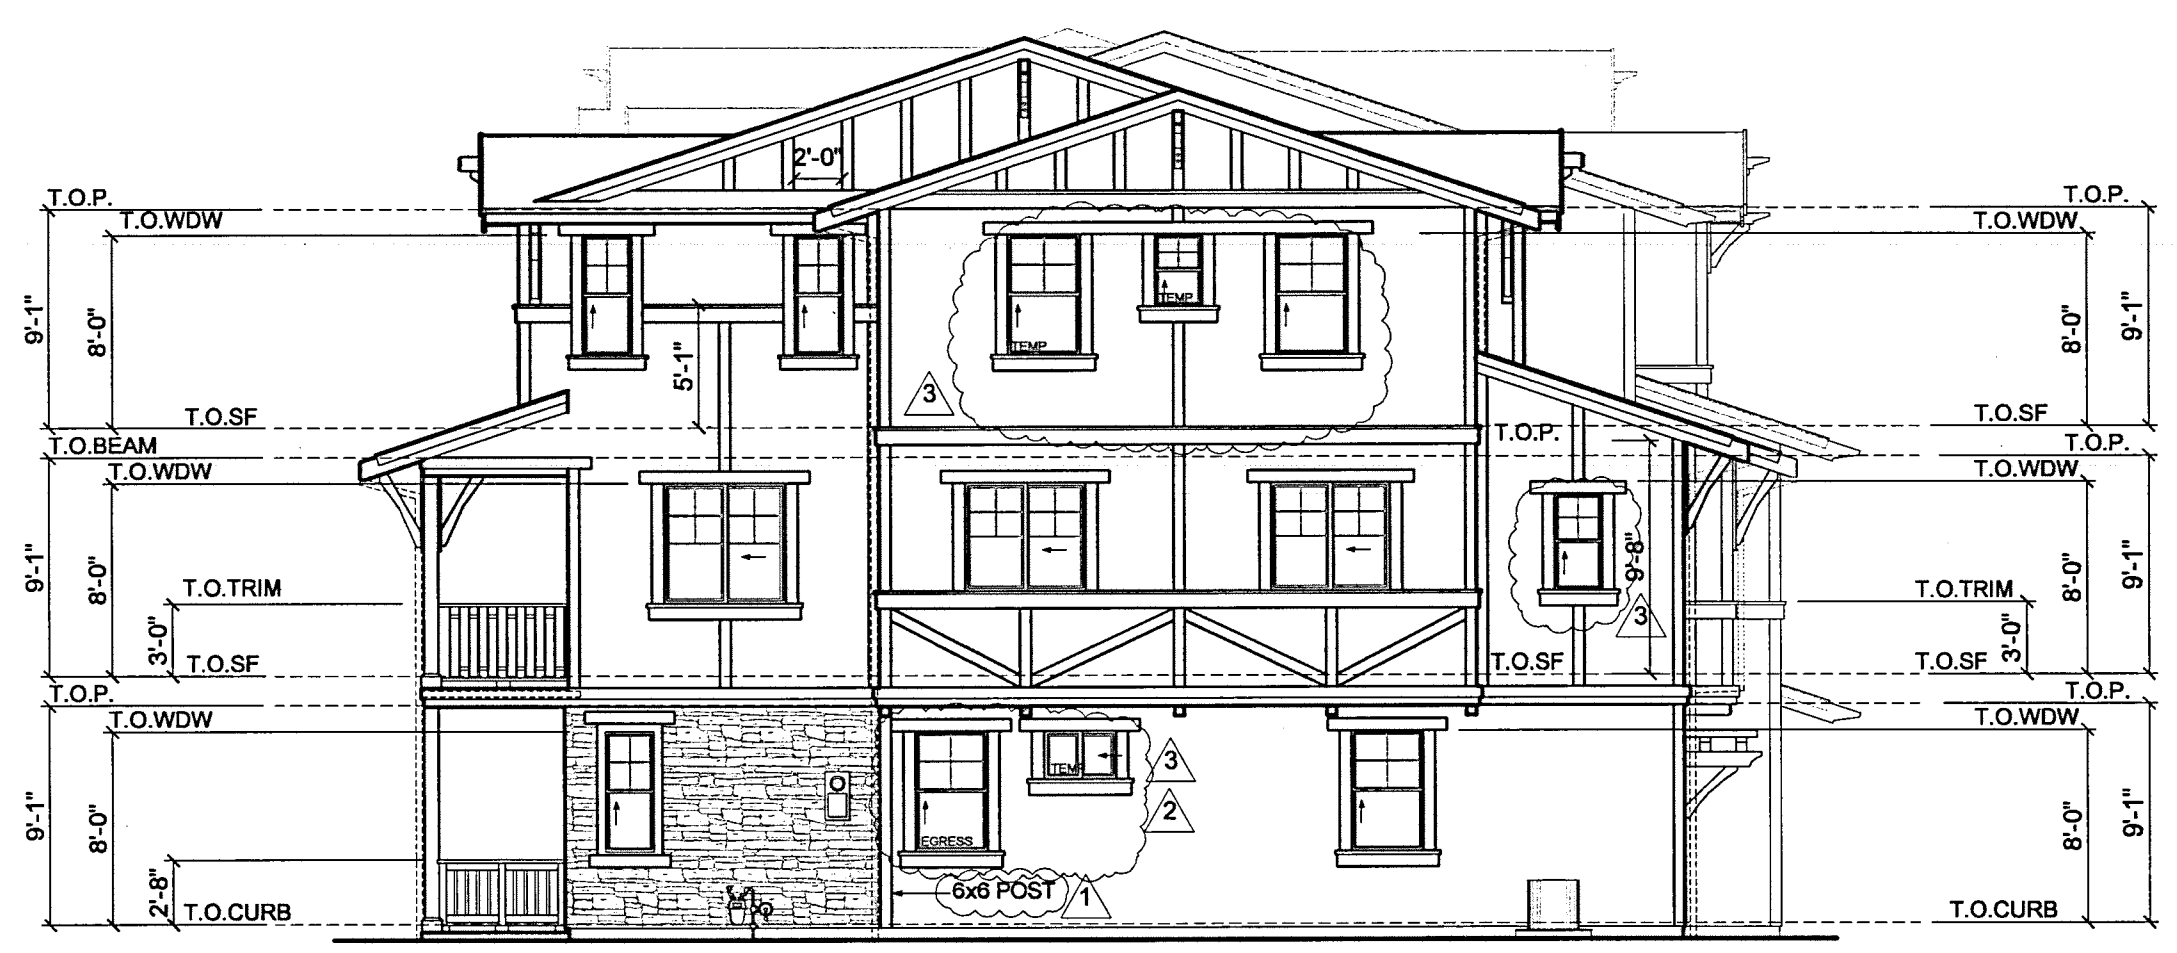 2'-0"
T.O.P.
T.O.P.
T.O.WDW
T.O.WDW
9'-1"
8'-0"
TEMP
TEMP
5'-1"
8'-0"
9'-1"
3
T.O.SF
T.O.SF
T.O.BEAM
T.O.P.
T.O.P.
T.O.WDW
T.O.WDW
9'-1"
8'-0"
9'-8"
8'-0"
9'-1"
T.O.TRIM
T.O.TRIM
3
3'-0"
3'-0"
T.O.SF
T.O.SF
T.O.SF
T.O.P.
T.O.P.
T.O.WDW
T.O.WDW
TEMP
3
2
9'-1"
8'-0"
8'-0"
9'-1"
EGRESS
6x6 POST
1
2'-8"
T.O.CURB
T.O.CURB